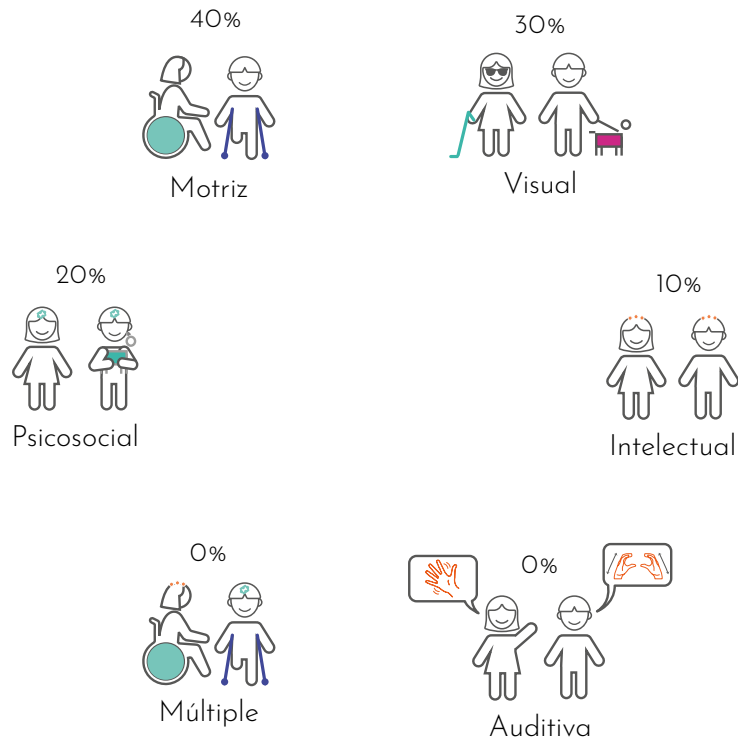 40%
Motriz
30%
Visual
20%
Psicosocial
10%
Intelectual
0%
Múltiple
0%
Auditiva